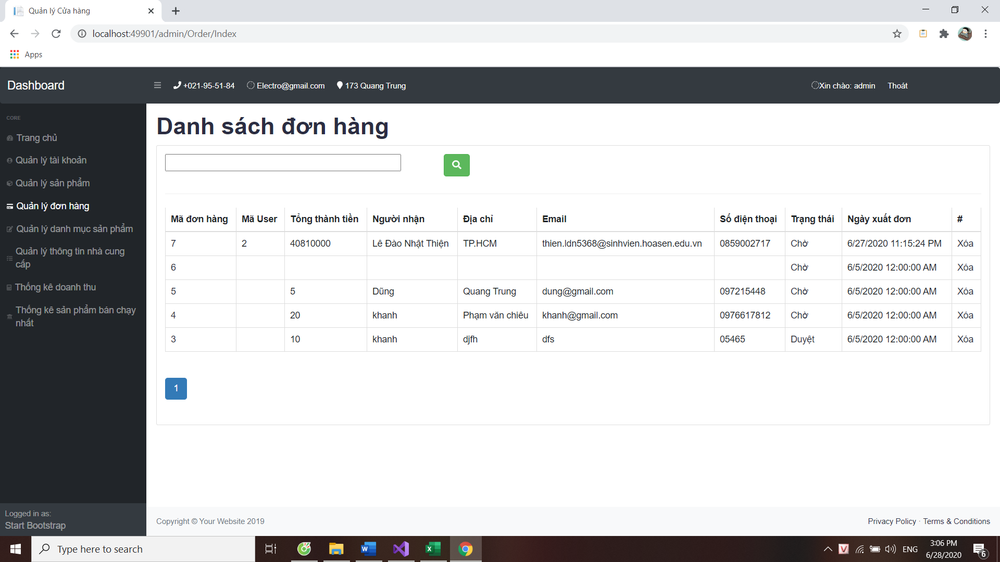 Quản lý Cửa hàng
localhost:49901/admin/Order/Index
Apps
Dashboard
+021-95-51-84 Electro@gmail.com 173 Quang Trung Xin chào: admin Thoát
CORE
Trang chủ
Quản lý tài khoản
Quản lý sản phẩm
Quản lý đơn hàng
Quản lý danh mục sản phẩm
Quản lý thông tin nhà cung
cấp
Thống kê doanh thu
Thống kê sản phẩm bán chạy
nhất
Logged in as:
Start Bootstrap
Danh sách đơn hàng
Mã đơn hàng Mã User Tổng thành tiền Người nhận Địa chỉ Email Số điện thoại Trạng thái Ngày xuất đơn #
7 2 40810000 Lê Đào Nhật Thiện TP.HCM thien.ldn5368@sinhvien.hoasen.edu.vn 0859002717 Chờ 6/27/2020 11:15:24 PM Xóa
6 Chờ 6/5/2020 12:00:00 AM Xóa
5 5 Dũng Quang Trung dung@gmail.com 097215448 Chờ 6/5/2020 12:00:00 AM Xóa
4 20 khanh Phạm văn chiêu khanh@gmail.com 0976617812 Chờ 6/5/2020 12:00:00 AM Xóa
3 10 khanh djfh dfs 05465 Duyệt 6/5/2020 12:00:00 AM Xóa
1
Copyright © Your Website 2019 Privacy Policy · Terms & Conditions
Type here to search
ENG
3:06 PM
6/28/2020
6